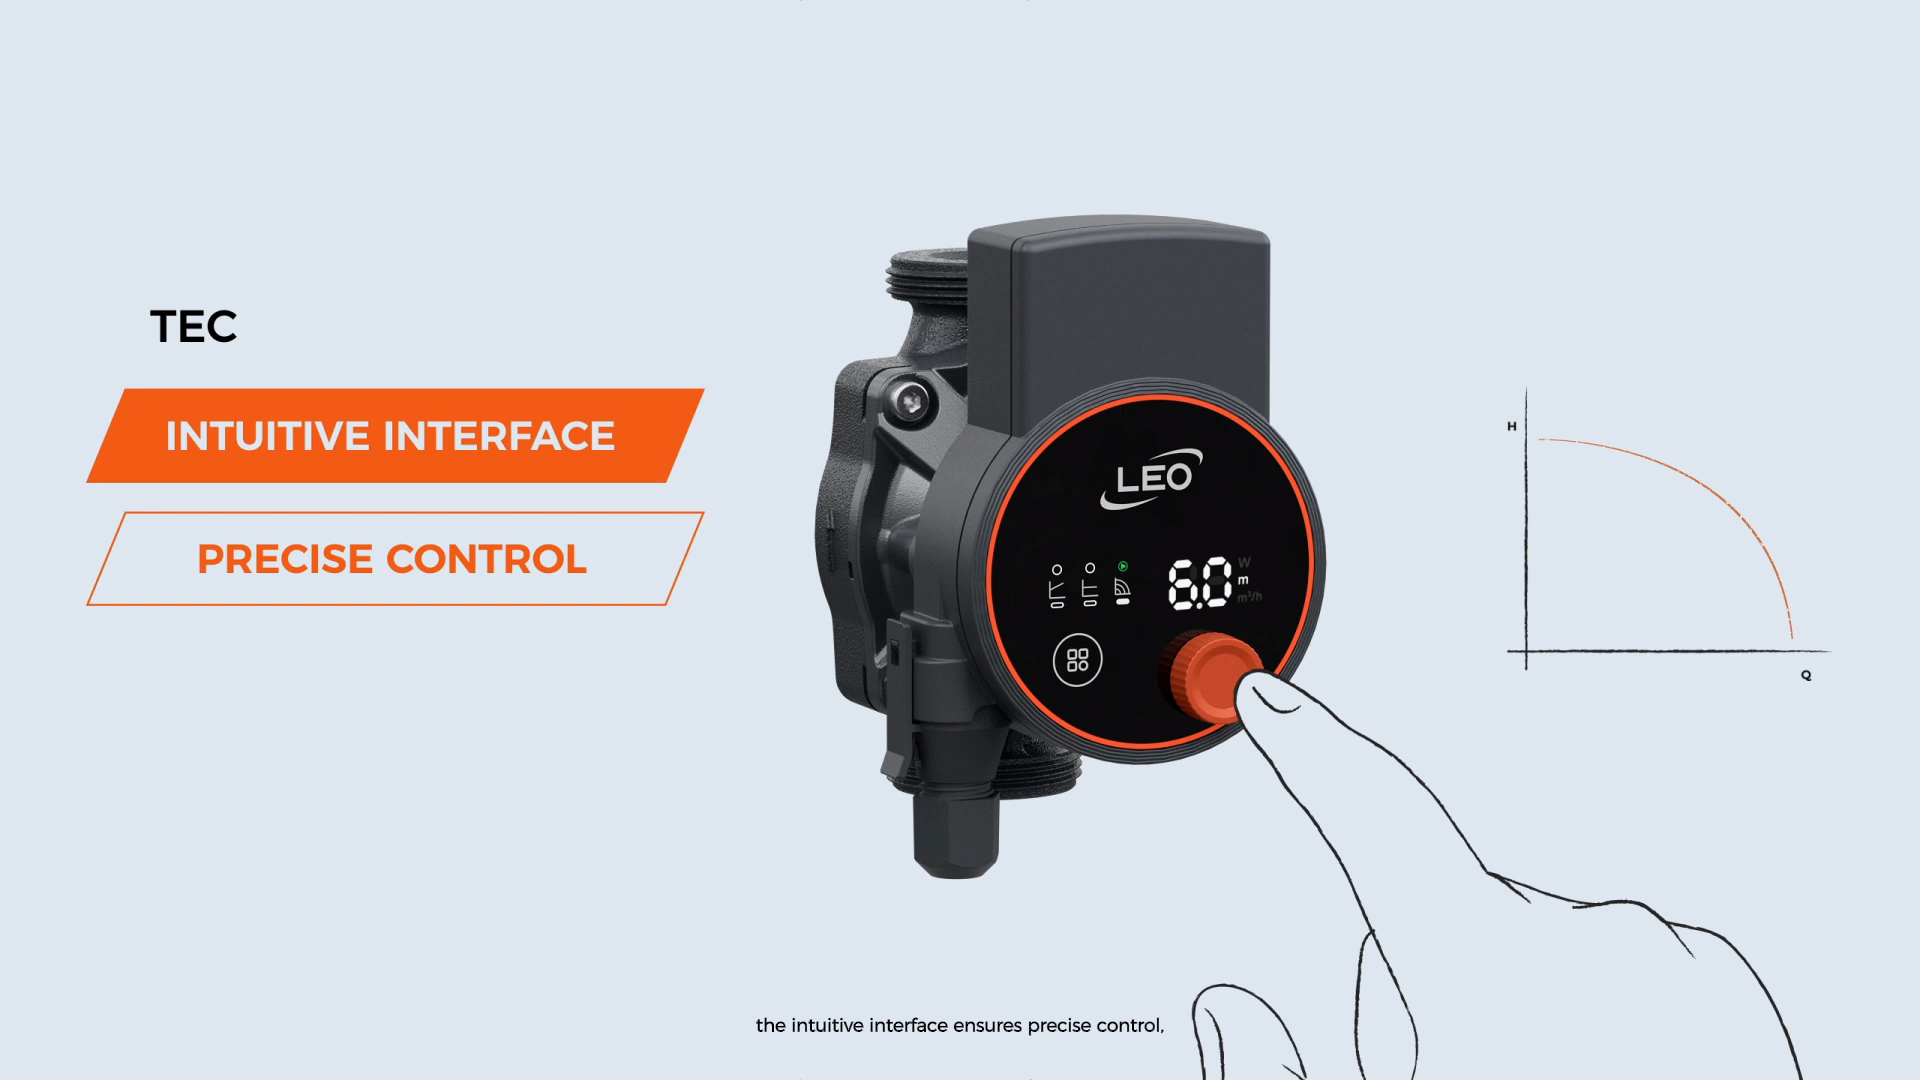 TEC
INTUITIVE INTERFACE
PRECISE CONTROL
LEO
6.0
W
m
m³/h
H
Q
the intuitive interface ensures precise control,